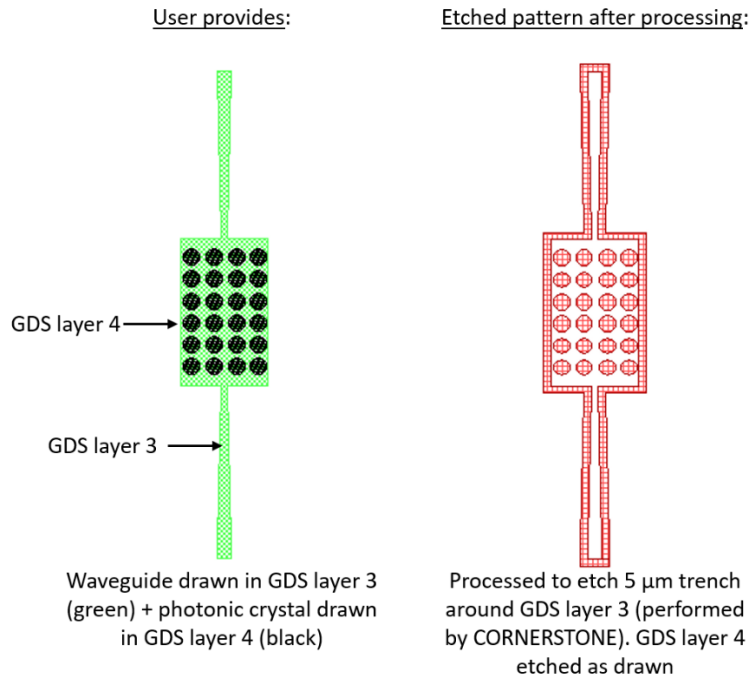 User provides:
Etched pattern after processing:
GDS layer 4
GDS layer 3
Waveguide drawn in GDS layer 3
(green) + photonic crystal drawn
in GDS layer 4 (black)
Processed to etch 5 μm trench
around GDS layer 3 (performed
by CORNERSTONE). GDS layer 4
etched as drawn